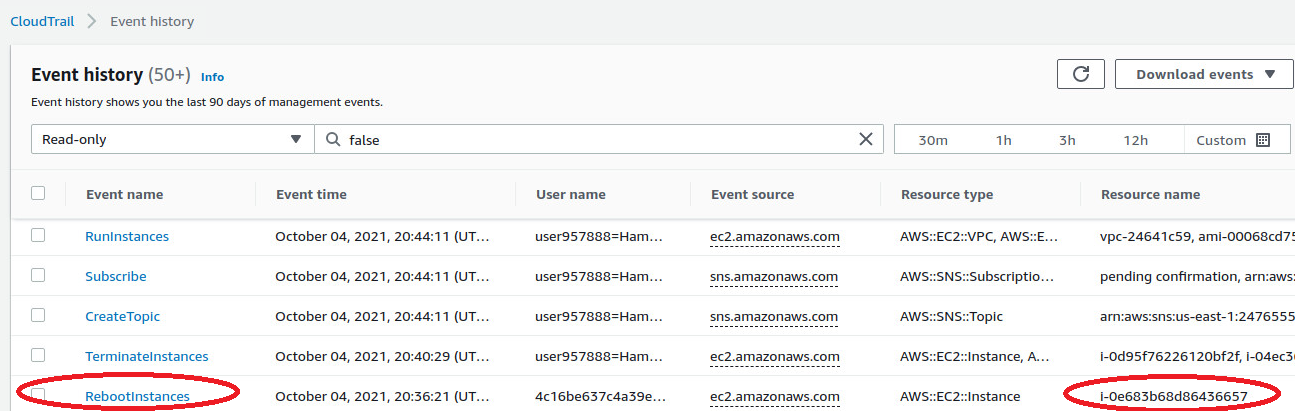 CloudTrail > Event history
Event history (50+) Info
Download events
Event history shows you the last 90 days of management events.
Read-only false 30m 1h 3h 12h Custom
Event name Event time User name Event source Resource type Resource name
RunInstances October 04, 2021, 20:44:11 (UT… user957888=Ham… ec2.amazonaws.com AWS::EC2::VPC, AWS::E… vpc-24641c59, ami-00068cd75
Subscribe October 04, 2021, 20:44:11 (UT… user957888=Ham… sns.amazonaws.com AWS::SNS::Subscriptio… pending confirmation, arn:aws:
CreateTopic October 04, 2021, 20:44:11 (UT… user957888=Ham… sns.amazonaws.com AWS::SNS::Topic arn:aws:sns:us-east-1:2476555
TerminateInstances October 04, 2021, 20:40:29 (UT… user957888=Ham… ec2.amazonaws.com AWS::EC2::Instance, A… i-0d95f76226120bf2f, i-04ec36
RebootInstances October 04, 2021, 20:36:21 (UT… 4c16be637c4a39e… ec2.amazonaws.com AWS::EC2::Instance i-0e683b68d86436657